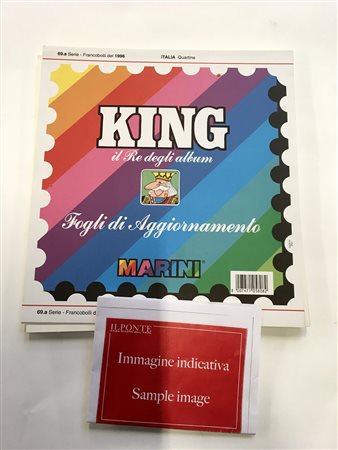 69.a Serie - Francobolli del 1996 ITALIA Quartine
KING
il Re degli album
Fogli di Aggiornamento
MARINI
69.a Serie - Francobolli d
IL PONTE
Immagine indicativa
Sample image